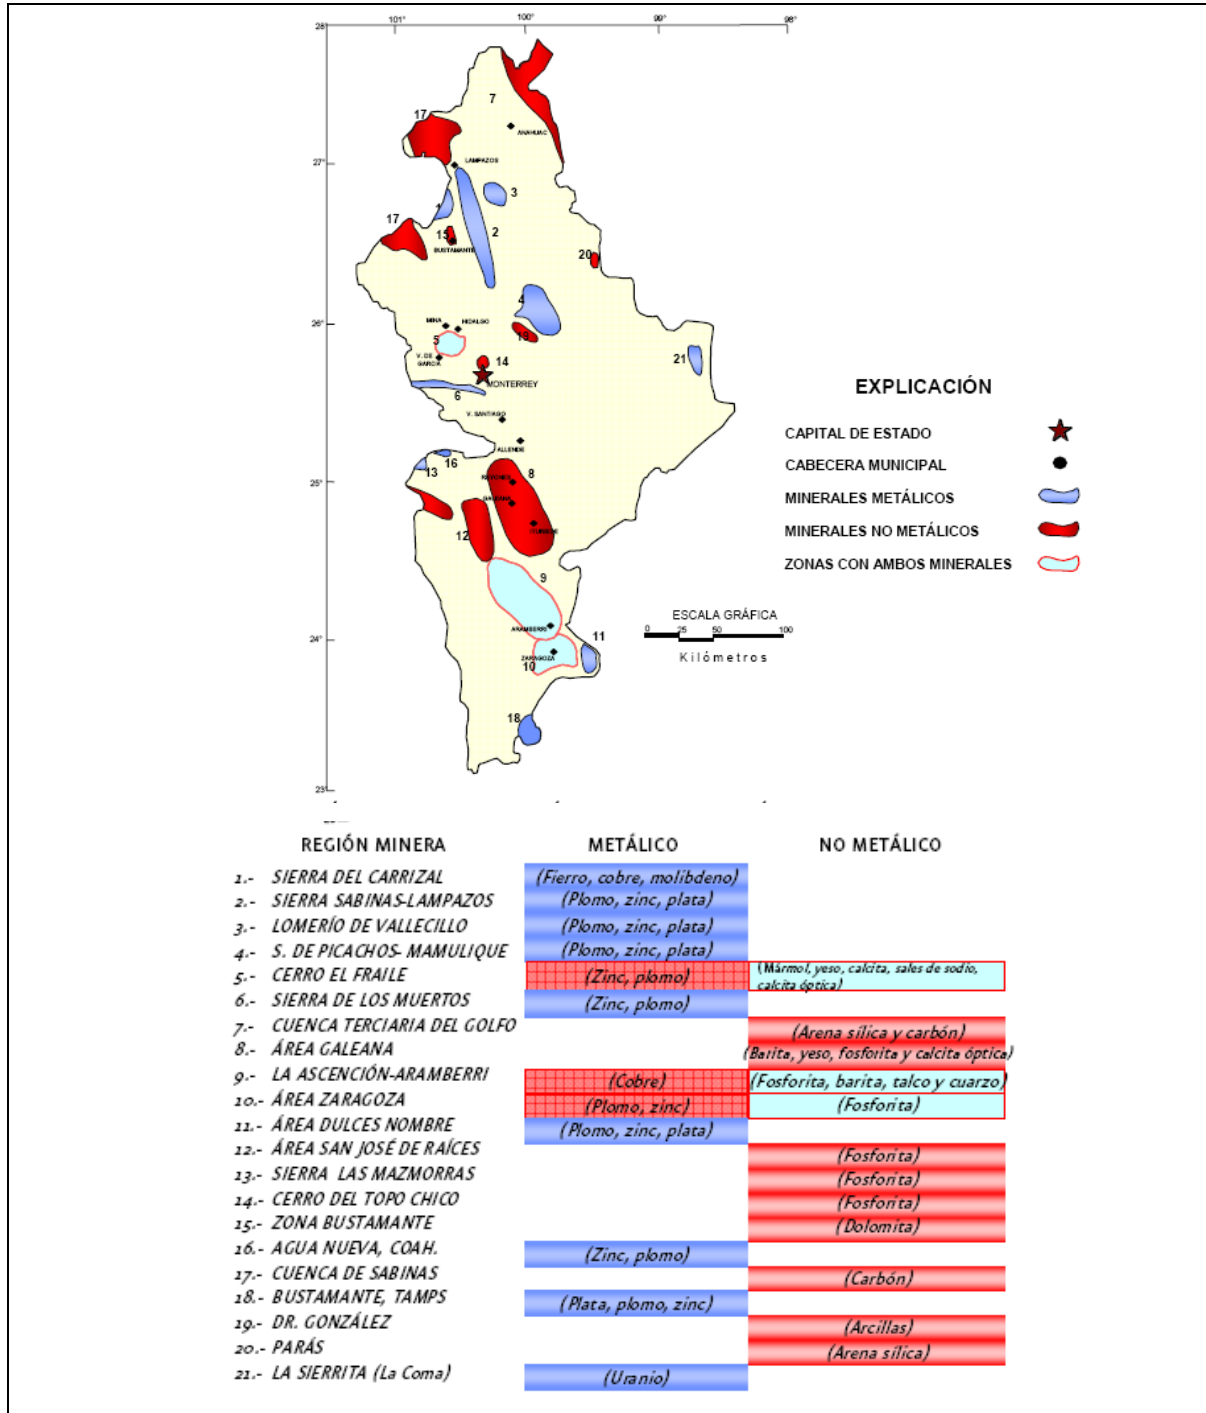 101° 100° 99° 98°
28°
7
17
ANAHUAC
LAMPAZOS
27°
3
1
17
15
2
BUSTAMANTE
20
4
MINA HIDALGO
26°
19
5
V. DE GARCIA
14
21
MONTERREY
6
V. SANTIAGO
ALLENDE
16
13
8
RAYONES
25°
GALEANA
ITURBIDE
12
9
ARAMBERRI
24°
11
ZARAGOZA
10
18
23
EXPLICACIÓN
CAPITAL DE ESTADO
CABECERA MUNICIPAL
MINERALES METÁLICOS
MINERALES NO METÁLICOS
ZONAS CON AMBOS MINERALES
ESCALA GRÁFICA
0 25 50 100
Kilómetros
REGIÓN MINERA METÁLICO NO METÁLICO
1.- SIERRA DEL CARRIZAL (Fierro, cobre, molibdeno)
2.- SIERRA SABINAS-LAMPAZOS (Plomo, zinc, plata)
3.- LOMERÍO DE VALLECILLO (Plomo, zinc, plata)
4.- S. DE PICACHOS- MAMULIQUE (Plomo, zinc, plata)
5.- CERRO EL FRAILE (Zinc, plomo) (Mármol, yeso, calcita, sales de sodio,
calcita óptica)
6.- SIERRA DE LOS MUERTOS (Zinc, plomo)
7.- CUENCA TERCIARIA DEL GOLFO (Arena sílica y carbón)
8.- ÁREA GALEANA (Barita, yeso, fosforita y calcita óptica)
9.- LA ASCENCIÓN-ARAMBERRI (Cobre) (Fosforita, barita, talco y cuarzo)
10.- ÁREA ZARAGOZA (Plomo, zinc) (Fosforita)
11.- ÁREA DULCES NOMBRE (Plomo, zinc, plata)
12.- ÁREA SAN JOSÉ DE RAÍCES (Fosforita)
13.- SIERRA LAS MAZMORRAS (Fosforita)
14.- CERRO DEL TOPO CHICO (Fosforita)
15.- ZONA BUSTAMANTE (Dolomita)
16.- AGUA NUEVA, COAH. (Zinc, plomo)
17.- CUENCA DE SABINAS (Carbón)
18.- BUSTAMANTE, TAMPS (Plata, plomo, zinc)
19.- DR. GONZÁLEZ (Arcillas)
20.- PARÁS (Arena sílica)
21.- LA SIERRITA (La Coma) (Uranio)